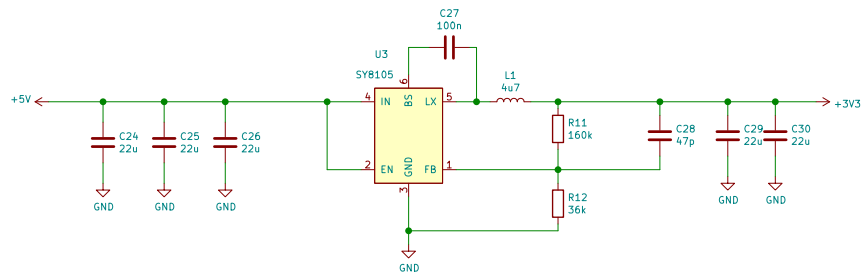 C27
100n
U3
SY8105
L1
4u7
+5V
4
IN
BS
6
LX
5
+3V3
C24
22u
C25
22u
C26
22u
R11
160k
C28
47p
C29
22u
C30
22u
2
EN
GND
3
FB
1
R12
36k
GND
GND
GND
GND
GND
GND